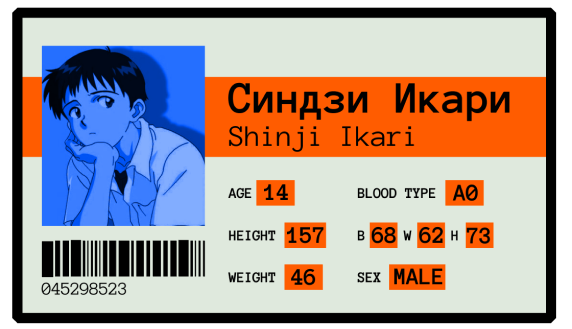 Синдзи Икари
Shinji Ikari
AGE 14 BLOOD TYPE A0
HEIGHT 157 B 68 W 62 H 73
WEIGHT 46 SEX MALE
045298523